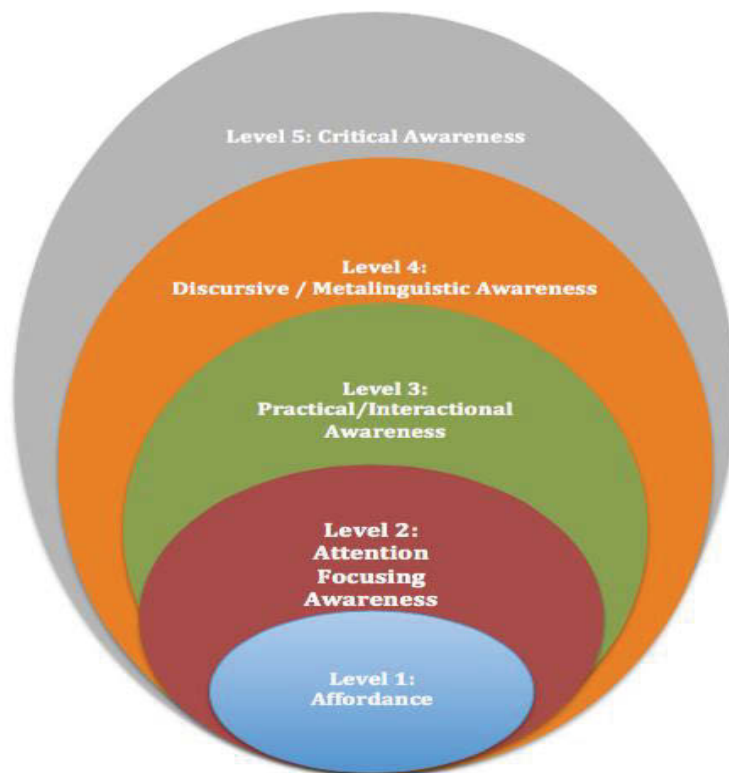 Level 5: Critical Awareness
Level 4:
Discursive / Metalinguistic Awareness
Level 3:
Practical/Interactional
Awareness
Level 2:
Attention
Focusing
Awareness
Level 1:
Affordance